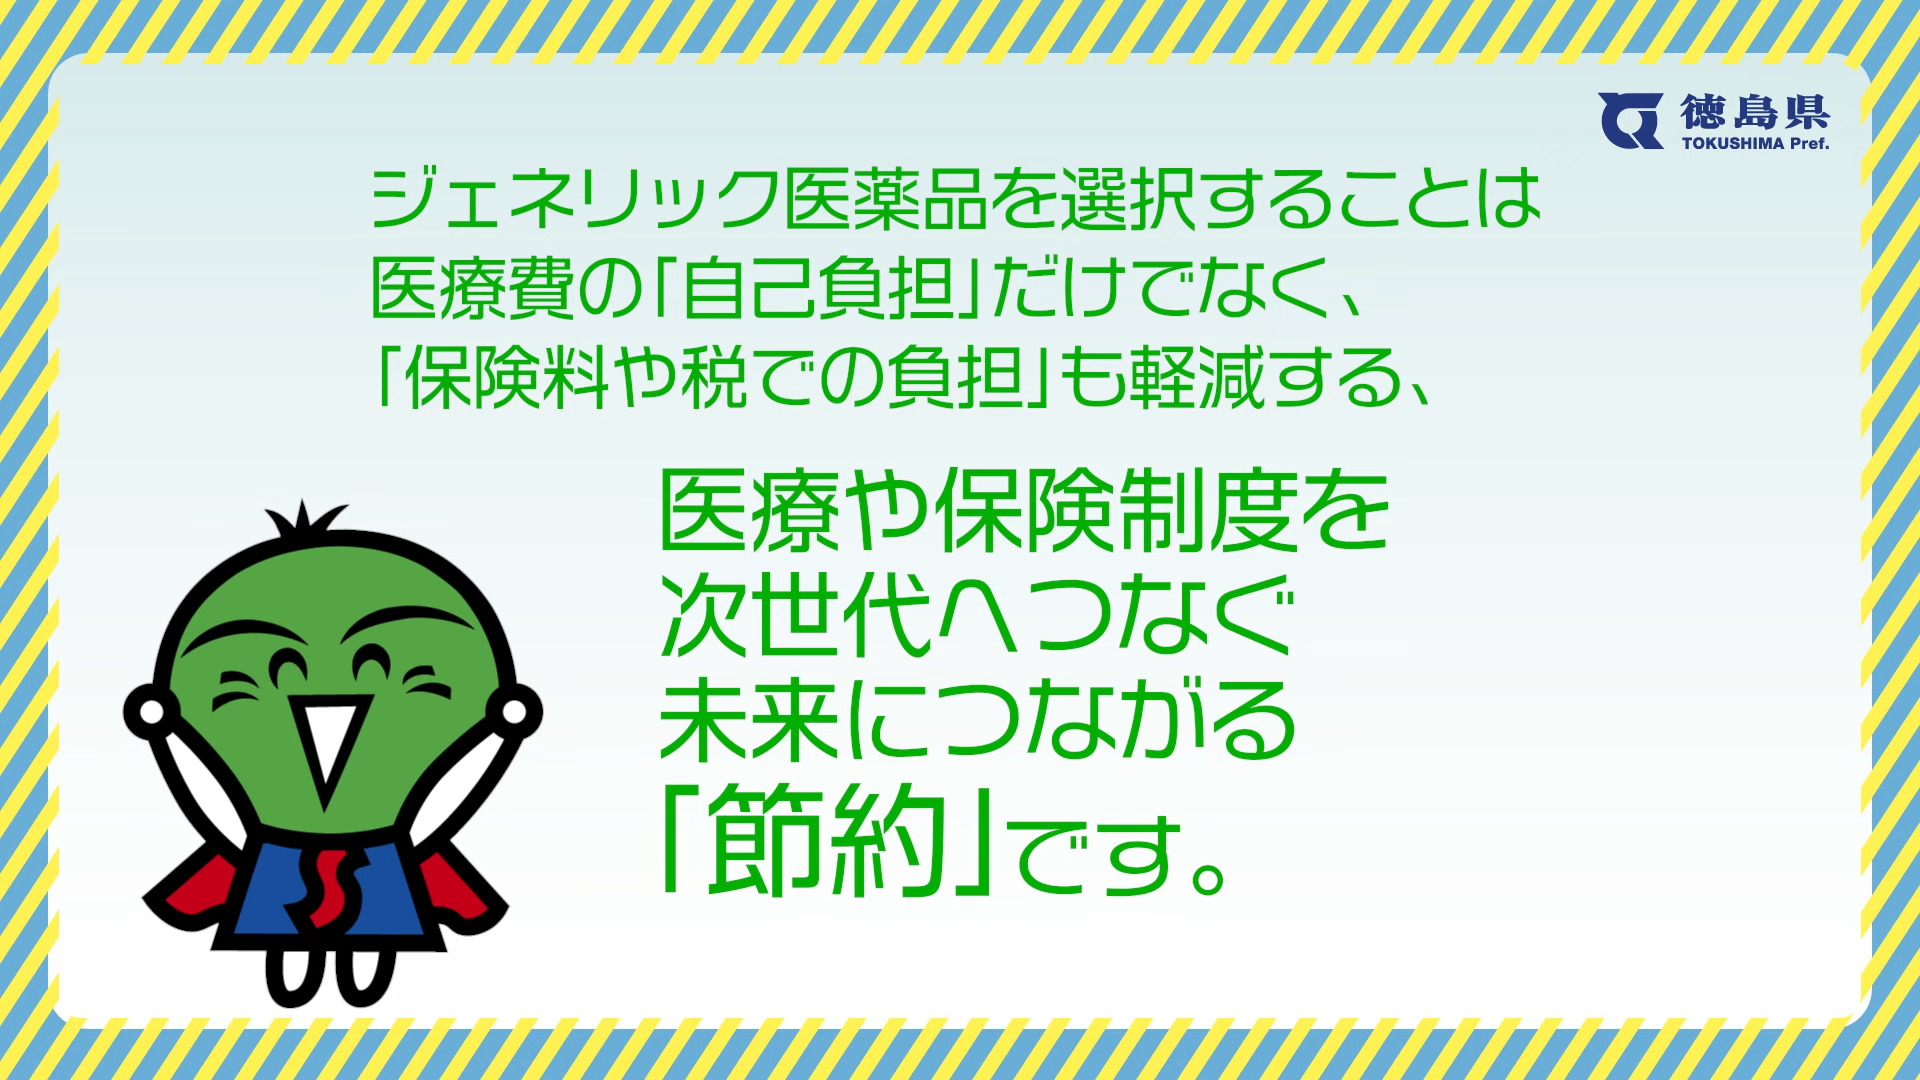 徳島県
TOKUSHIMA Pref.
ジェネリック医薬品を選択することは
医療費の「自己負担」だけでなく、
「保険料や税での負担」も軽減する、
医療や保険制度を
次世代へつなぐ
未来につながる
「節約」です。